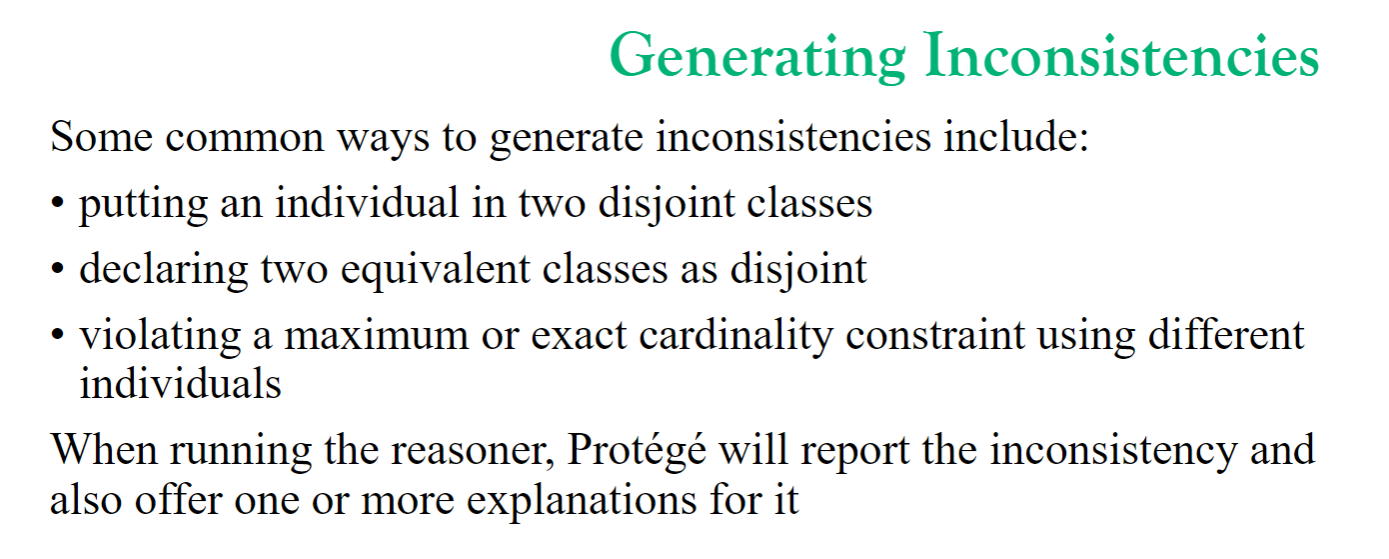 Generating Inconsistencies
Some common ways to generate inconsistencies include:
• putting an individual in two disjoint classes
• declaring two equivalent classes as disjoint
• violating a maximum or exact cardinality constraint using different
individuals
When running the reasoner, Protégé will report the inconsistency and
also offer one or more explanations for it